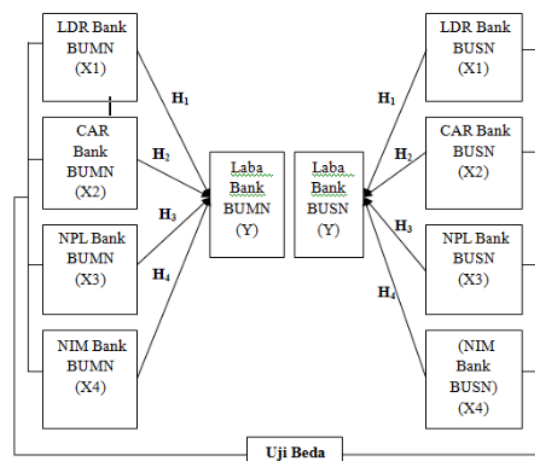 LDR Bank
BUMN
(X1)
H₁
CAR
Bank
BUMN
(X2)
H₂
NPL Bank
BUMN
(X3)
H₃
NIM Bank
BUMN
(X4)
H₄
Laba
Bank
BUMN
(Y)
Laba
Bank
BUSN
(Y)
LDR Bank
BUSN
(X1)
H₁
CAR Bank
BUSN
(X2)
H₂
NPL Bank
BUSN
(X3)
H₃
(NIM
Bank
BUSN)
(X4)
H₄
Uji Beda